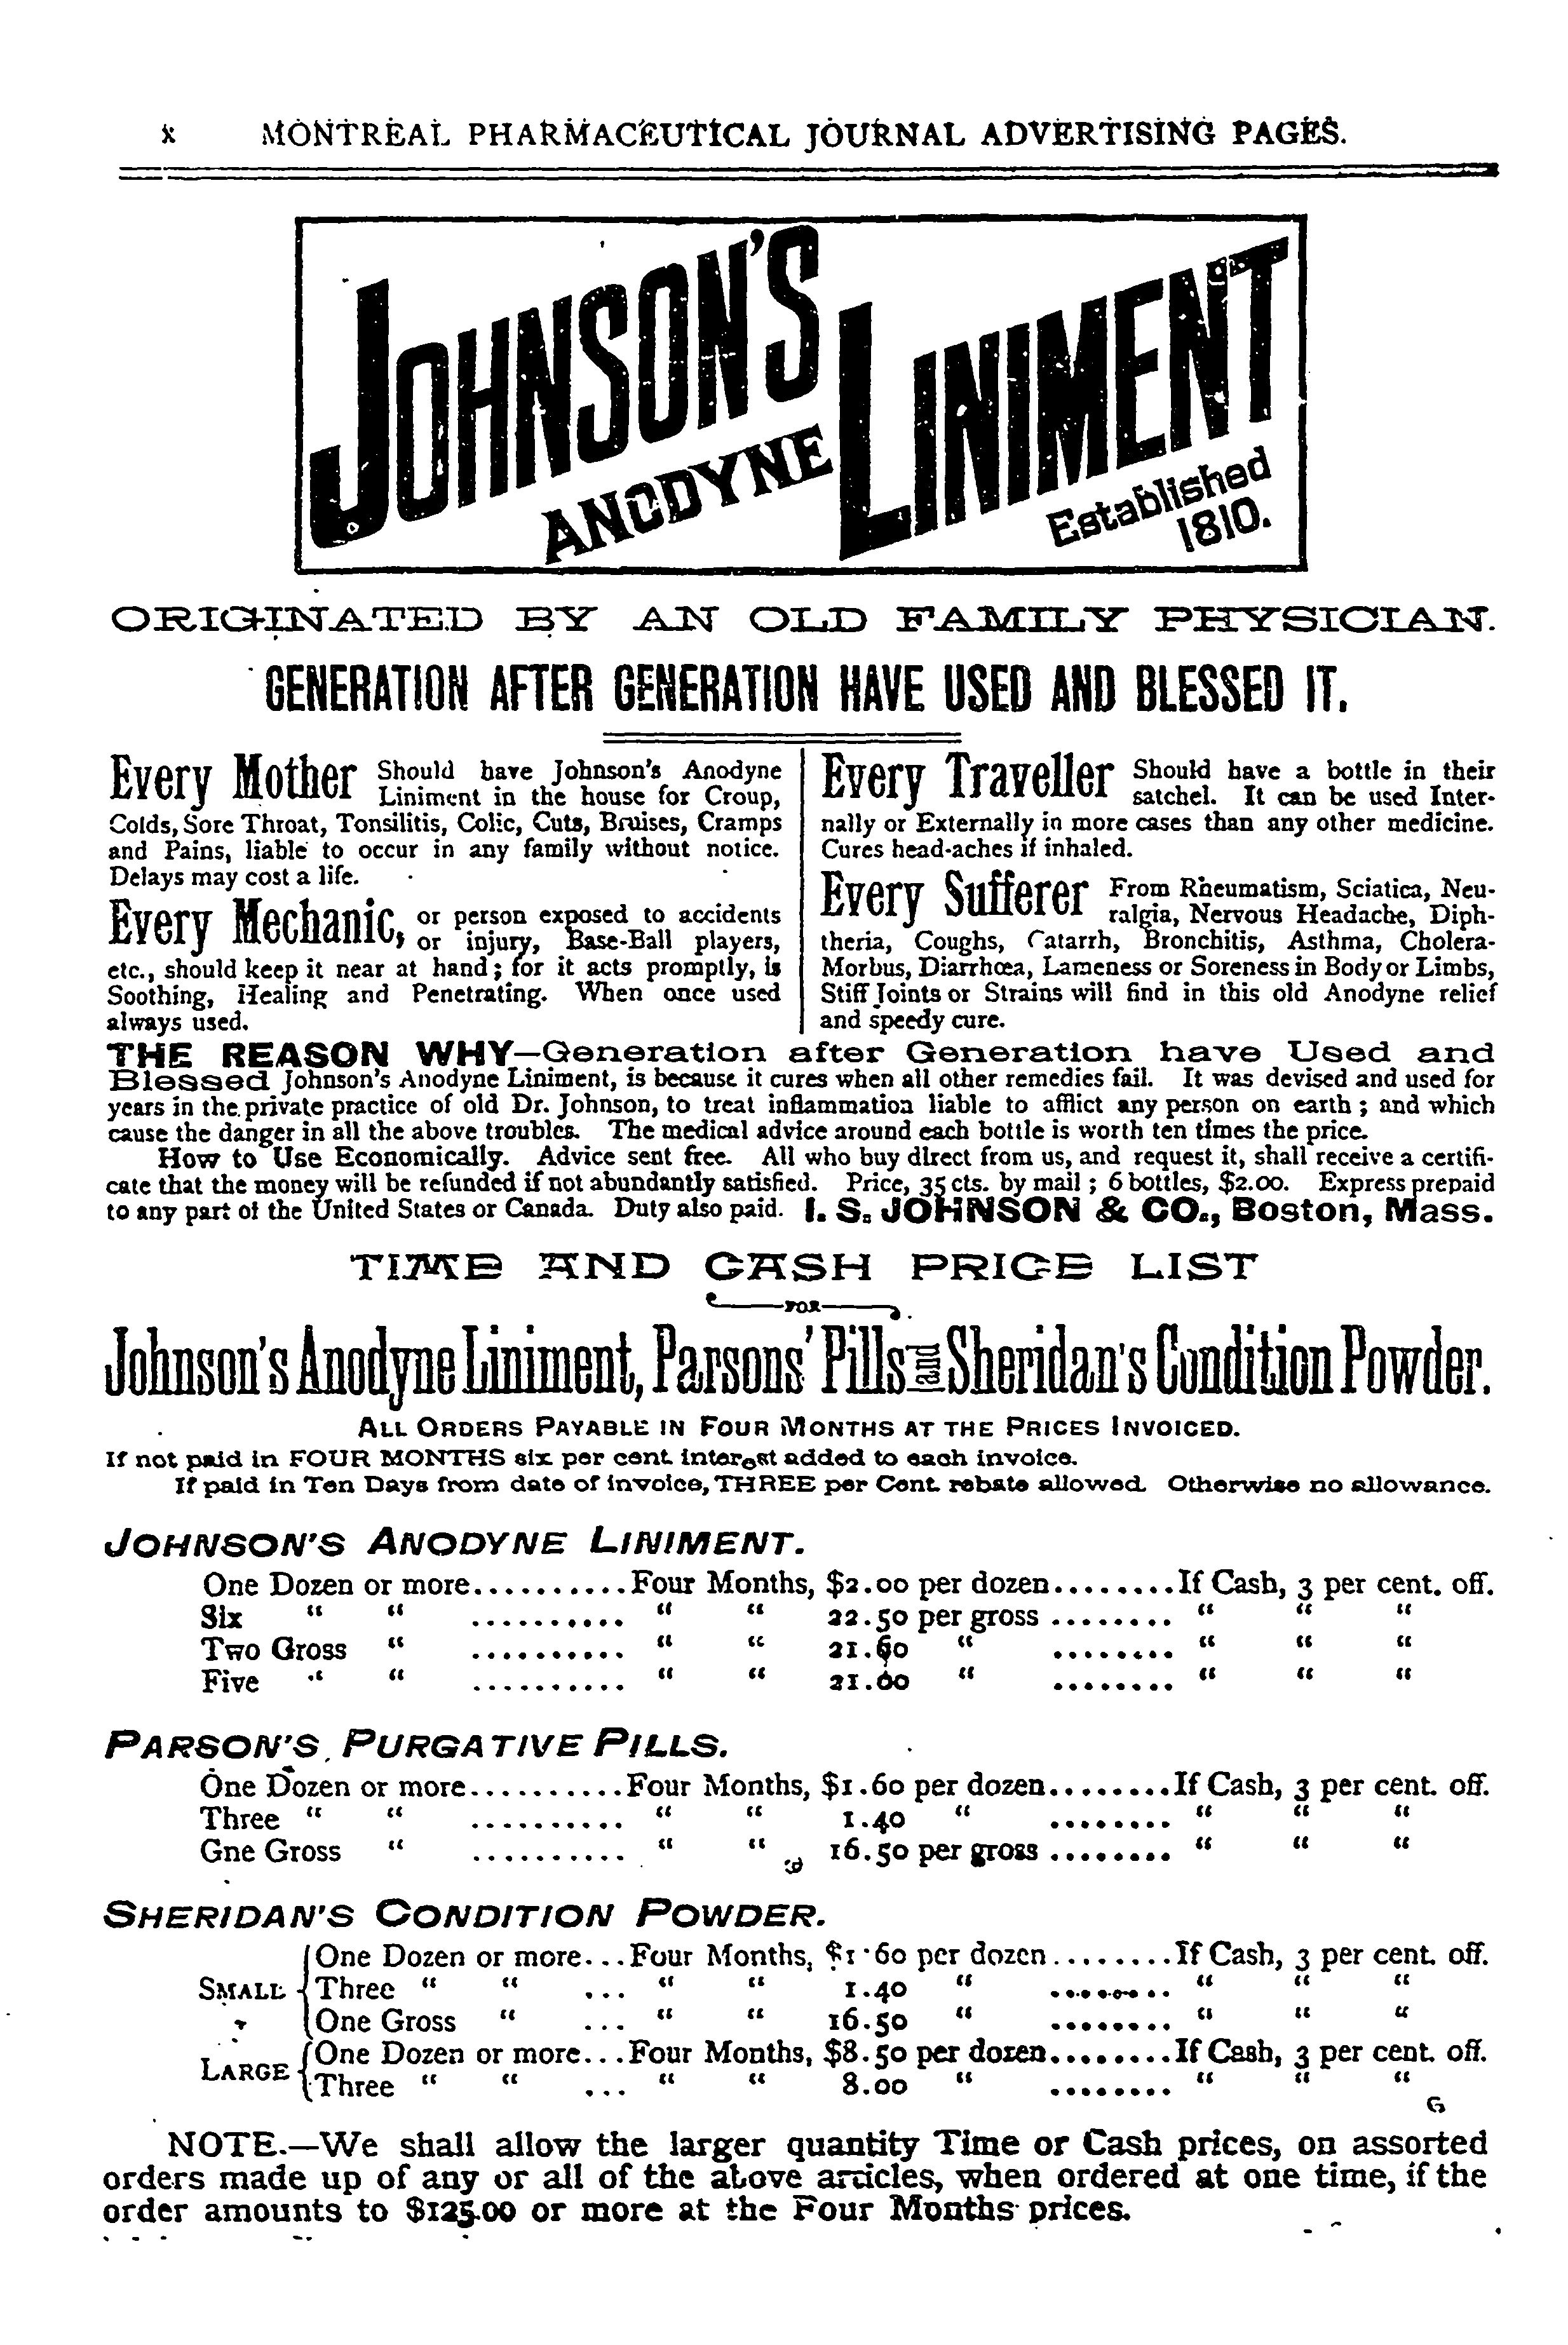 x MONTREAL PHARMACEUTICAL JOURNAL ADVERTISING PAGES.
JOHNSON'S
ANODYNE
LINIMENT
Established
1810.
ORIGINATED BY AN OLD FAMILY PHYSICIAN.
GENERATION AFTER GENERATION HAVE USED AND BLESSED IT.
Every Mother Should have Johnson's Anodyne
Liniment in the house for Croup,
Colds, Sore Throat, Tonsilitis, Colic, Cuts, Bruises, Cramps
and Pains, liable to occur in any family without notice.
Delays may cost a life.
Every Mechanic, or person exposed to accidents
or injury, Base-Ball players,
etc., should keep it near at hand; for it acts promptly, is
Soothing, Healing and Penetrating. When once used
always used.
Every Traveller Should have a bottle in their
satchel. It can be used Inter-
nally or Externally in more cases than any other medicine.
Cures head-aches if inhaled.
Every Sufferer From Rheumatism, Sciatica, Neu-
ralgia, Nervous Headache, Diph-
theria, Coughs, Catarrh, Bronchitis, Asthma, Cholera-
Morbus, Diarrhœa, Lameness or Soreness in Body or Limbs,
Stiff Joints or Strains will find in this old Anodyne relief
and speedy cure.
THE REASON WHY—Generation after Generation have Used and
Blessed Johnson's Anodyne Liniment, is because it cures when all other remedies fail. It was devised and used for
years in the private practice of old Dr. Johnson, to treat inflammation liable to afflict any person on earth; and which
cause the danger in all the above troubles. The medical advice around each bottle is worth ten times the price.
How to Use Economically. Advice sent free. All who buy direct from us, and request it, shall receive a certifi-
cate that the money will be refunded if not abundantly satisfied. Price, 35 cts. by mail; 6 bottles, $2.00. Express prepaid
to any part of the United States or Canada. Duty also paid. I. S. JOHNSON & CO., Boston, Mass.
TIME AND CASH PRICE LIST
FOR
Johnson's Anodyne Liniment, Parsons' Pills and Sheridan's Condition Powder.
ALL ORDERS PAYABLE IN FOUR MONTHS AT THE PRICES INVOICED.
If not paid in FOUR MONTHS six per cent. interest added to each invoice.
If paid in Ten Days from date of invoice, THREE per Cent. rebate allowed. Otherwise no allowance.
JOHNSON'S ANODYNE LINIMENT.
One Dozen or more..........Four Months, $2.00 per dozen........If Cash, 3 per cent. off.
Six " " .......... " " 22.50 per gross ........ " " "
Two Gross " .......... " " 21.60 " ........ " " "
Five " " .......... " " 21.60 " ........ " " "
PARSON'S PURGATIVE PILLS.
One Dozen or more..........Four Months, $1.60 per dozen........If Cash, 3 per cent. off.
Three " " .......... " " 1.40 " ........ " " "
Gne Gross " .......... " " 16.50 per gross ........ " " "
SHERIDAN'S CONDITION POWDER.
One Dozen or more...Four Months, $1.60 per dozen........If Cash, 3 per cent. off.
SMALL Three " " ... " " 1.40 " ........ " " "
One Gross " ... " " 16.50 " ........ " " "
LARGE One Dozen or more...Four Months, $8.50 per dozen........If Cash, 3 per cent. off.
Three " " ... " " 8.00 " ........ " " "
G
NOTE.—We shall allow the larger quantity Time or Cash prices, on assorted
orders made up of any or all of the above articles, when ordered at one time, if the
order amounts to $125.00 or more at the Four Months prices.